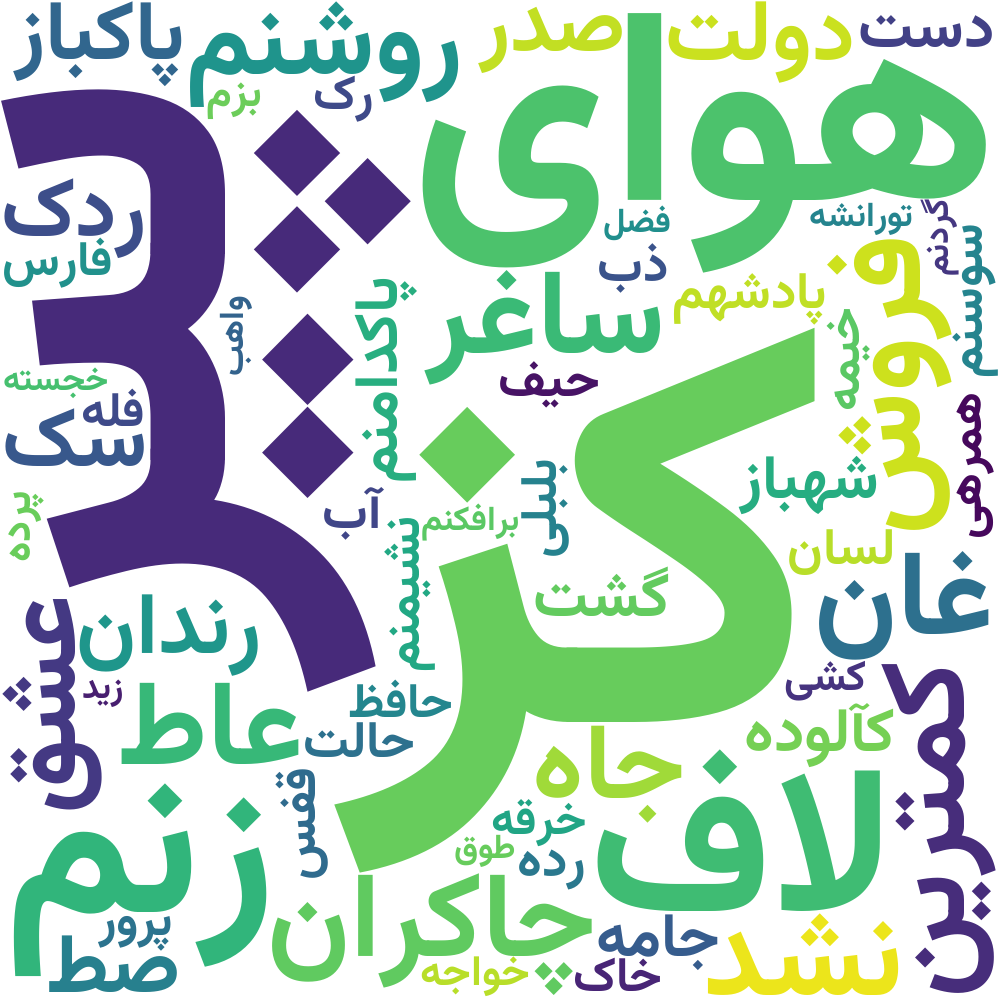 پاکباز
روشنم
صدر
دولت
دست
بزم
رک
هوای
پیر
ردک
فارس
فضل
تورانشه
گردنم
سوسنم
ذب
ساغر
پادشهم
فروش
واهب
پاکدامنم
خیمه
حیف
خجسته
فله
سک
کز
همرهی
شهباز
بلبلی
آب
برافکنم
پرده
نشیمنم
لسان
غان
گشت
رندان
عشق
زید
کشی
کمترین
حافظ
عاط
حالت
کآلوده
جاه
قفس
زنم
لاف
خرقه
طوق
رده
چاکران
پرور
جامه
نشد
صط
خواجه
خاک